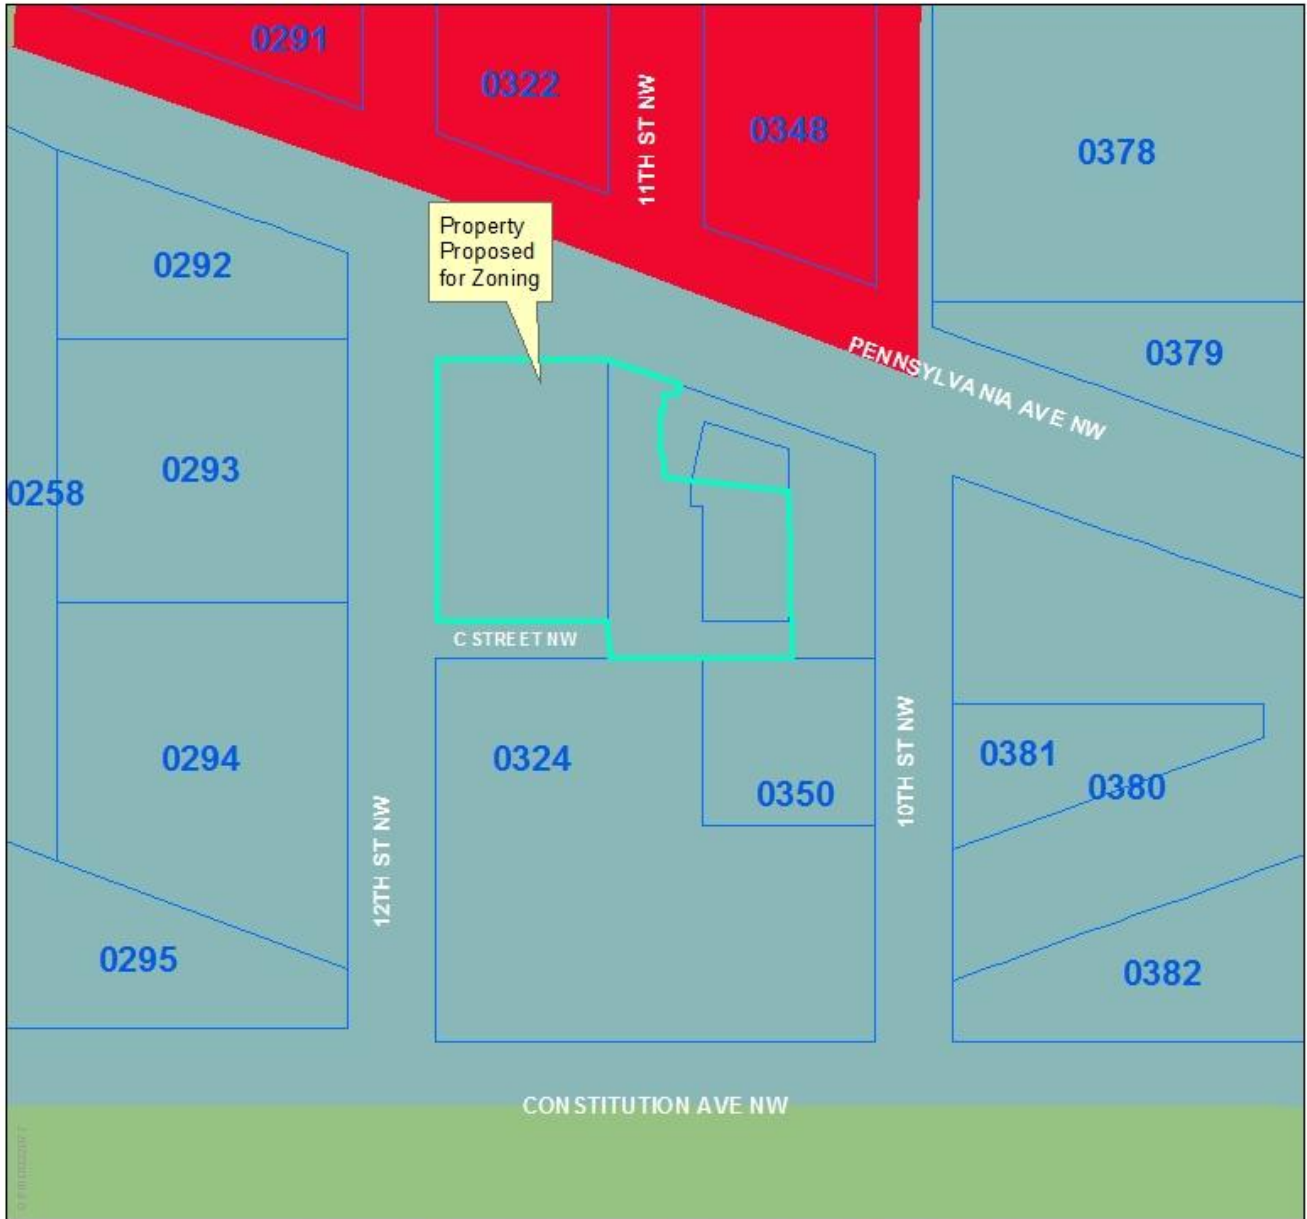 0291
0322
11TH ST NW
0348
0378
Property
Proposed
for Zoning
0292
PENNSYLVANIA AVE NW
0379
0293
0258
C STREET NW
0294
0324
0350
10TH ST NW
0381
0380
12TH ST NW
0295
0382
CONSTITUTION AVE NW